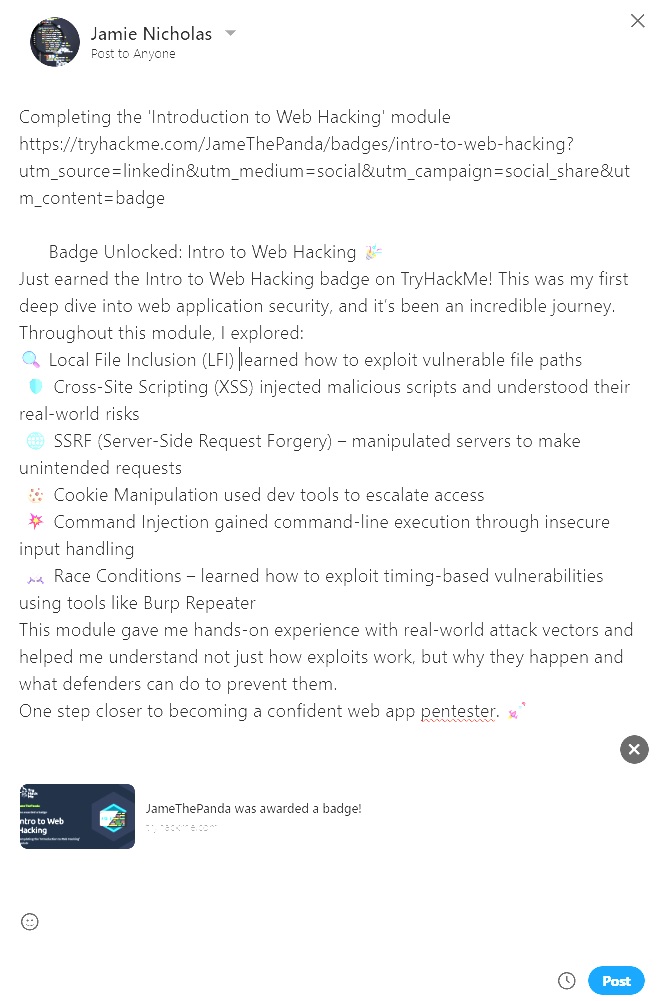 Jamie Nicholas
Post to Anyone
Completing the 'Introduction to Web Hacking' module
https://tryhackme.com/JameThePanda/badges/intro-to-web-hacking?
utm_source=linkedin&utm_medium=social&utm_campaign=social_share&ut
m_content=badge
Badge Unlocked: Intro to Web Hacking 🎉
Just earned the Intro to Web Hacking badge on TryHackMe! This was my first
deep dive into web application security, and it's been an incredible journey.
Throughout this module, I explored:
🔍 Local File Inclusion (LFI) learned how to exploit vulnerable file paths
🛡️ Cross-Site Scripting (XSS) injected malicious scripts and understood their
real-world risks
🌐 SSRF (Server-Side Request Forgery) – manipulated servers to make
unintended requests
🍪 Cookie Manipulation used dev tools to escalate access
💥 Command Injection gained command-line execution through insecure
input handling
Race Conditions – learned how to exploit timing-based vulnerabilities
using tools like Burp Repeater
This module gave me hands-on experience with real-world attack vectors and
helped me understand not just how exploits work, but why they happen and
what defenders can do to prevent them.
One step closer to becoming a confident web app pentester. 🚀
Intro to Web
Hacking
JameThePanda was awarded a badge!
tryhackme.com
Post